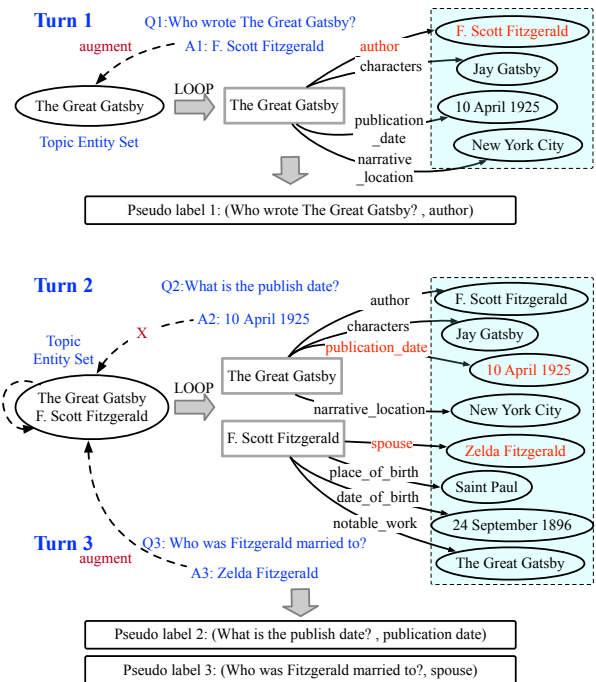 Turn 1
Q1:Who wrote The Great Gatsby?
A1: F. Scott Fitzgerald
augment
author
F. Scott Fitzgerald
characters
Jay Gatsby
LOOP
The Great Gatsby
The Great Gatsby
10 April 1925
publication
_date
Topic Entity Set
New York City
narrative
_location
Pseudo label 1: (Who wrote The Great Gatsby? , author)
Turn 2
Q2:What is the publish date?
author
F. Scott Fitzgerald
A2: 10 April 1925
X
characters
Jay Gatsby
Topic
Entity Set
publication_date
10 April 1925
The Great Gatsby
F. Scott Fitzgerald
LOOP
The Great Gatsby
narrative_location
New York City
F. Scott Fitzgerald
spouse
Zelda Fitzgerald
place_of_birth
Saint Paul
date_of_birth
24 September 1896
notable_work
The Great Gatsby
Turn 3
Q3: Who was Fitzgerald married to?
augment
A3: Zelda Fitzgerald
Pseudo label 2: (What is the publish date? , publication date)
Pseudo label 3: (Who was Fitzgerald married to?, spouse)